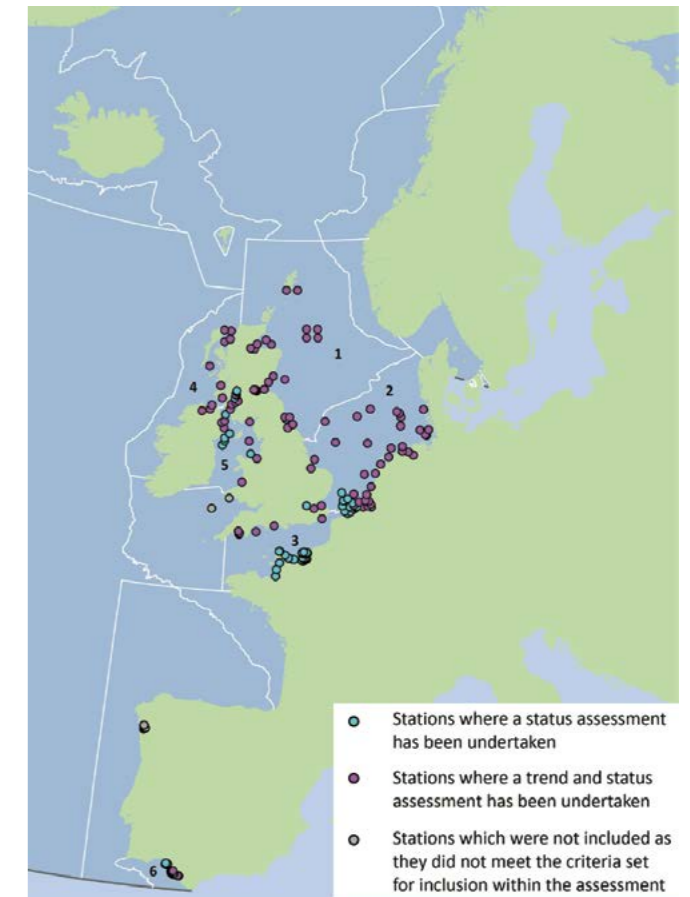 1
2
4
5
3
6
Stations where a status assessment
has been undertaken
Stations where a trend and status
assessment has been undertaken
Stations which were not included as
they did not meet the criteria set
for inclusion within the assessment